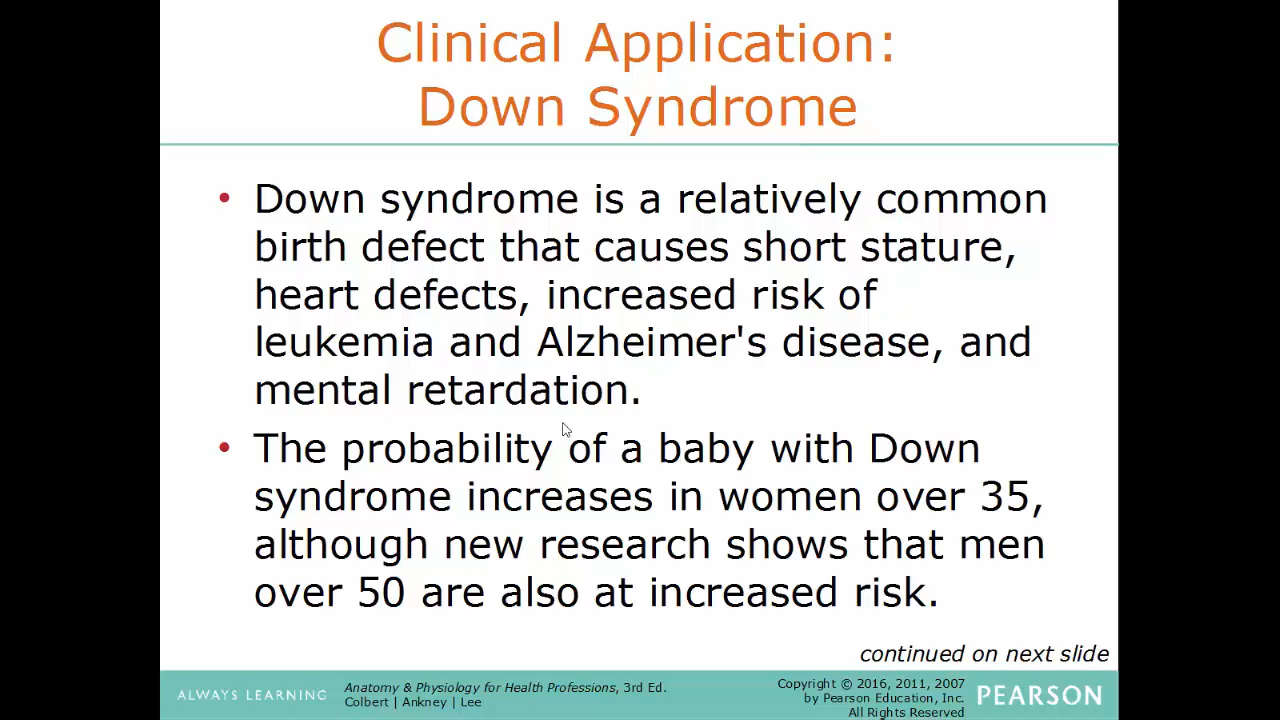 Clinical Application:
Down Syndrome
• Down syndrome is a relatively common
birth defect that causes short stature,
heart defects, increased risk of
leukemia and Alzheimer's disease, and
mental retardation.
• The probability of a baby with Down
syndrome increases in women over 35,
although new research shows that men
over 50 are also at increased risk.
continued on next slide
ALWAYS LEARNING
Anatomy & Physiology for Health Professions, 3rd Ed.
Colbert | Ankney | Lee
Copyright © 2016, 2011, 2007
by Pearson Education, Inc.
All Rights Reserved
PEARSON